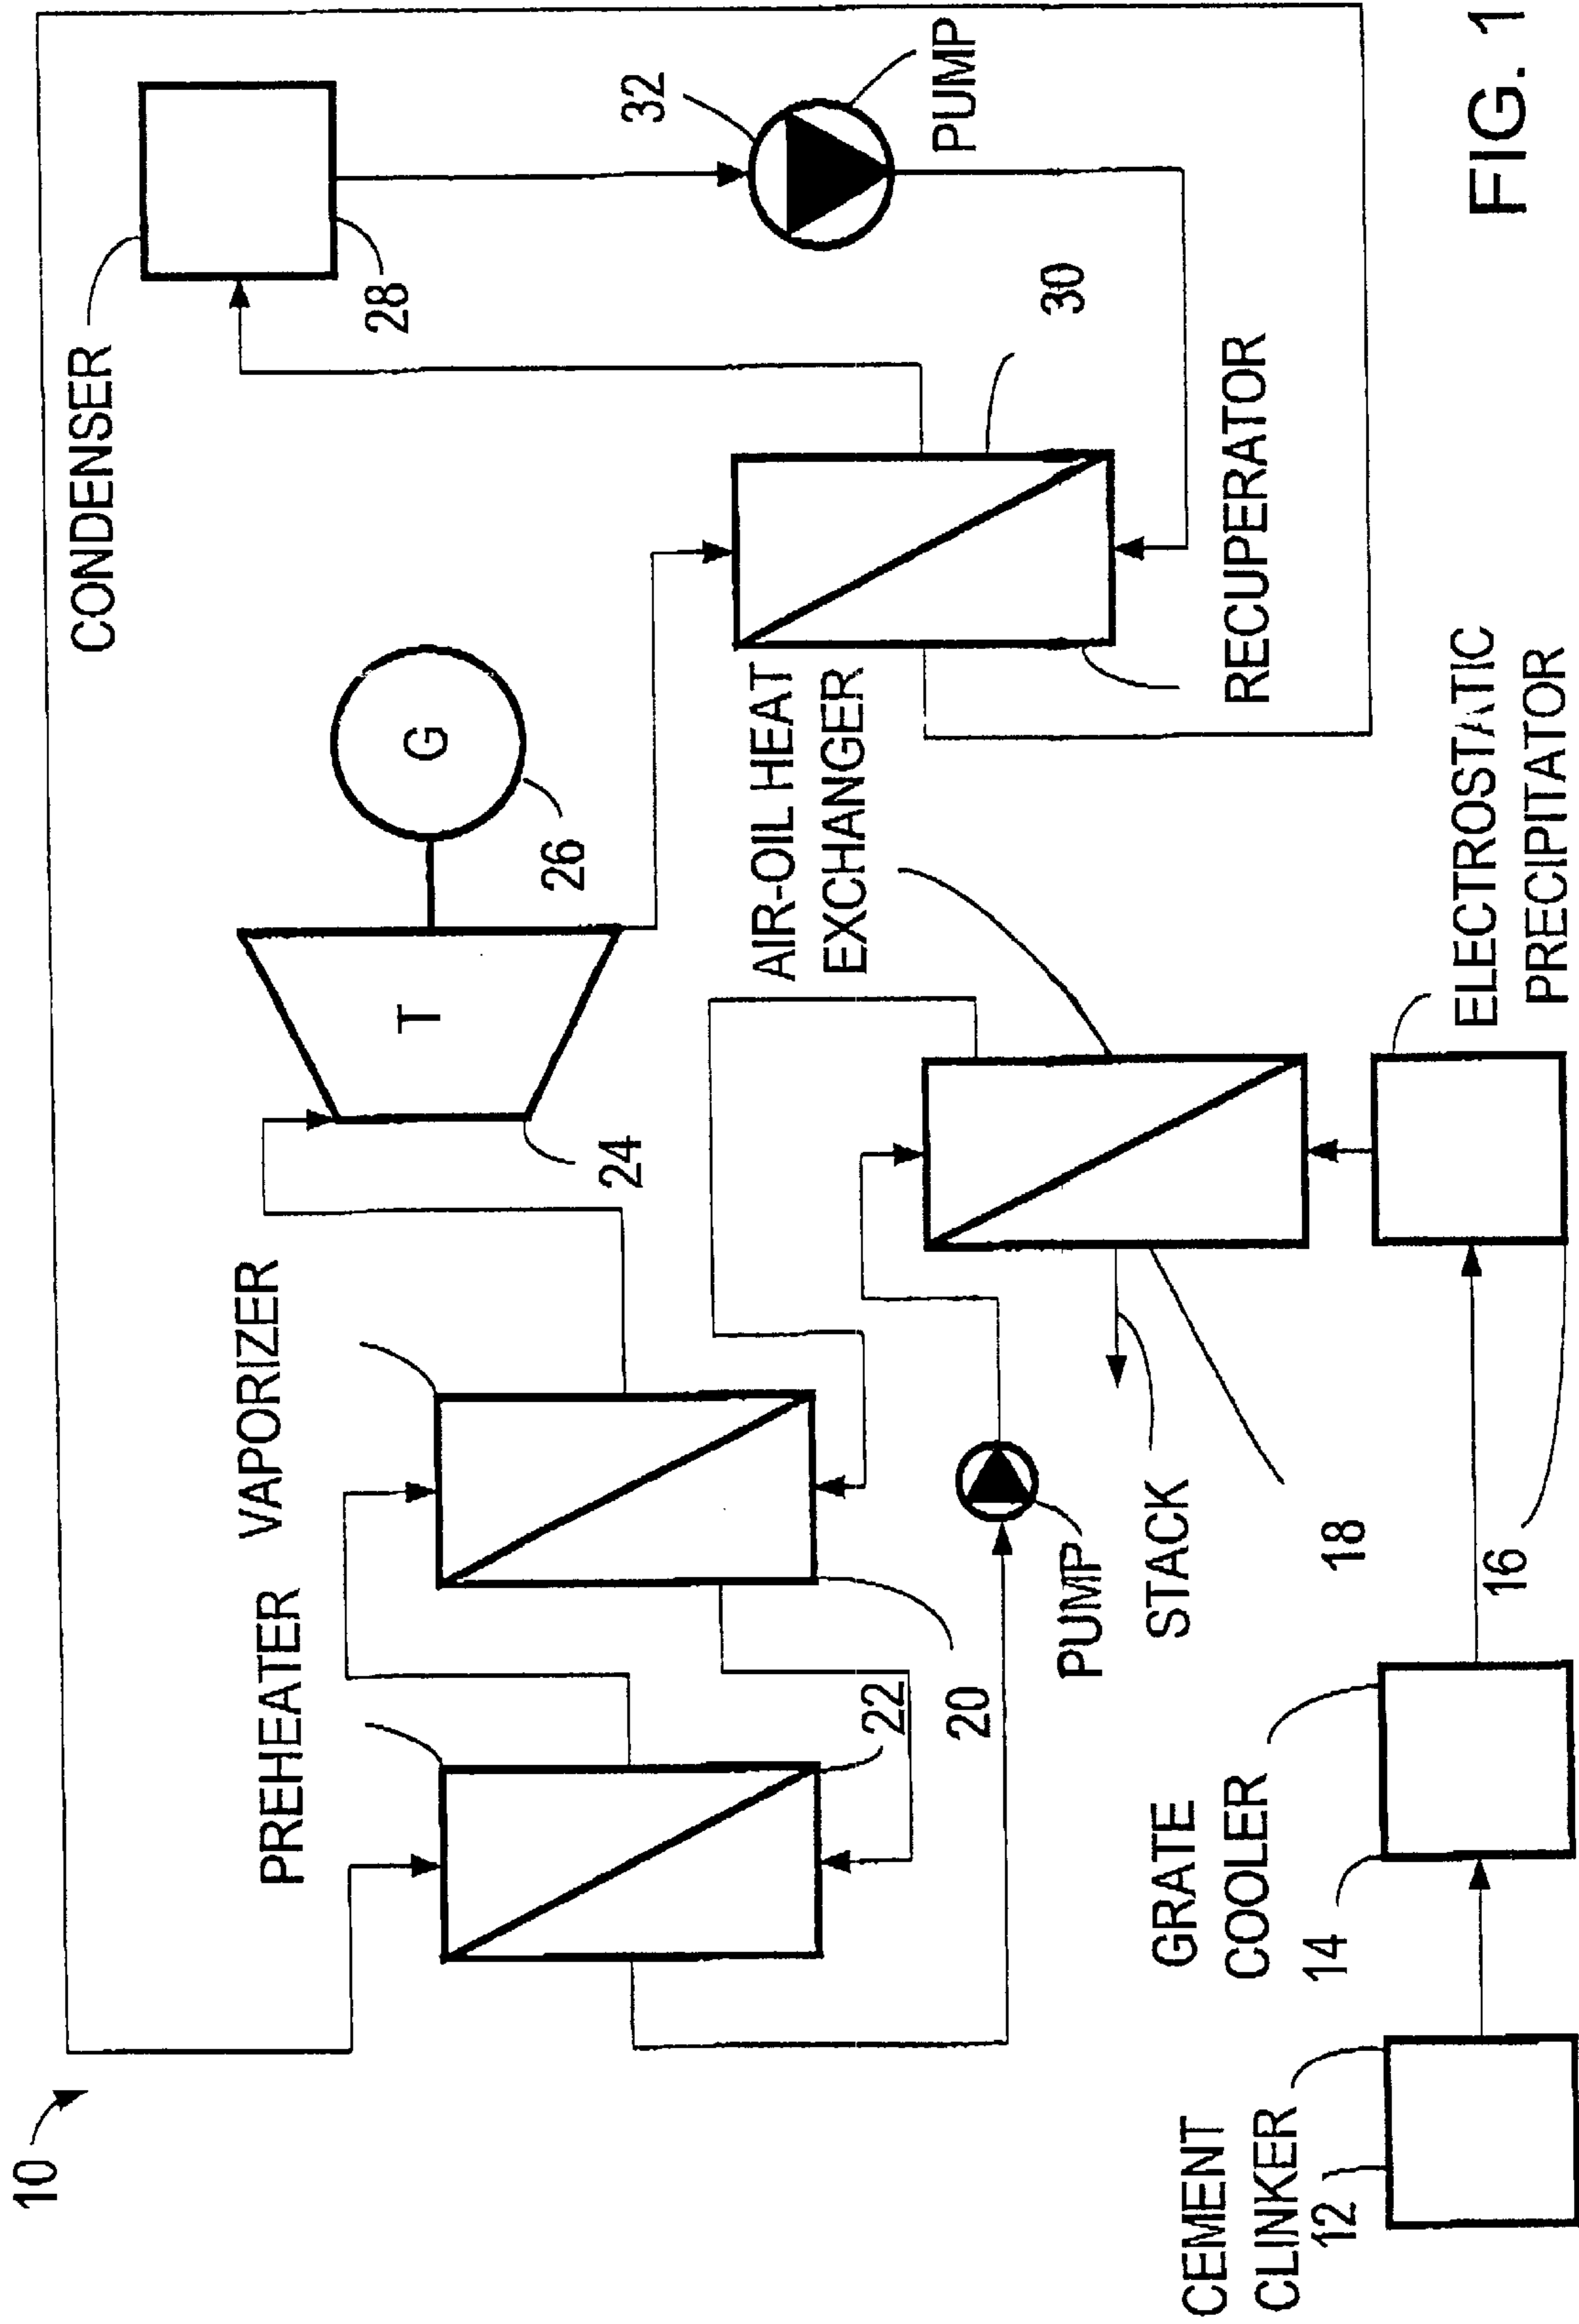 10
CONDENSER
28
32
PUMP
G
26
T
24
30
RECUPERATOR
AIR-OIL HEAT
EXCHANGER
VAPORIZER
PREHEATER
22
20
PUMP
STACK
18
ELECTROSTATIC
PRECIPITATOR
16
GRATE
COOLER
14
CEMENT
CLINKER
12
FIG. 1